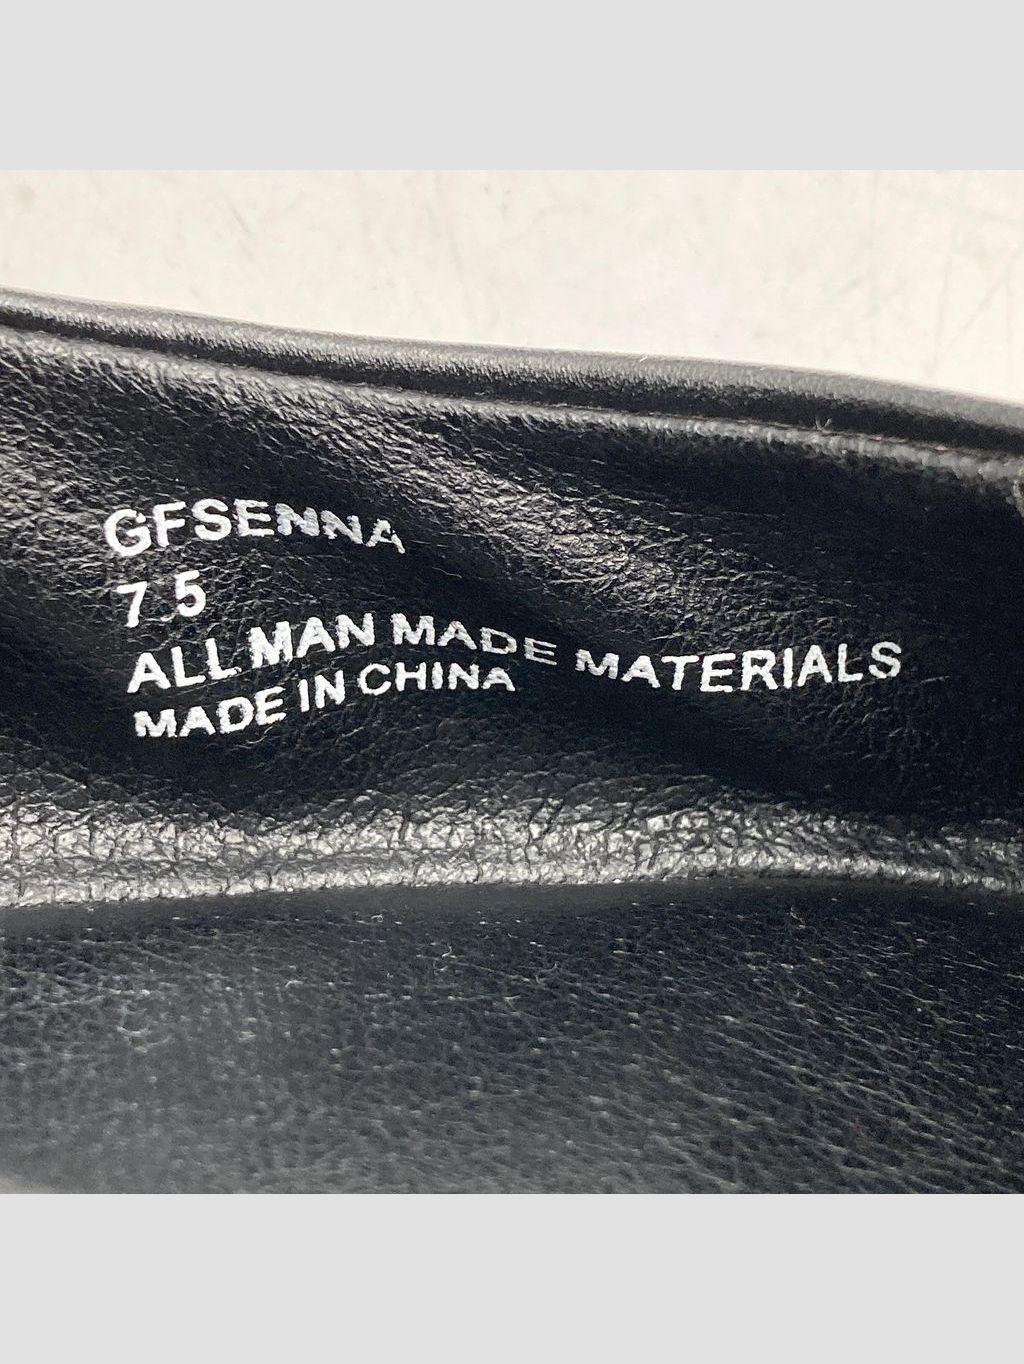 GFSENNA
7.5
ALL MAN MADE MATERIALS
MADE IN CHINA